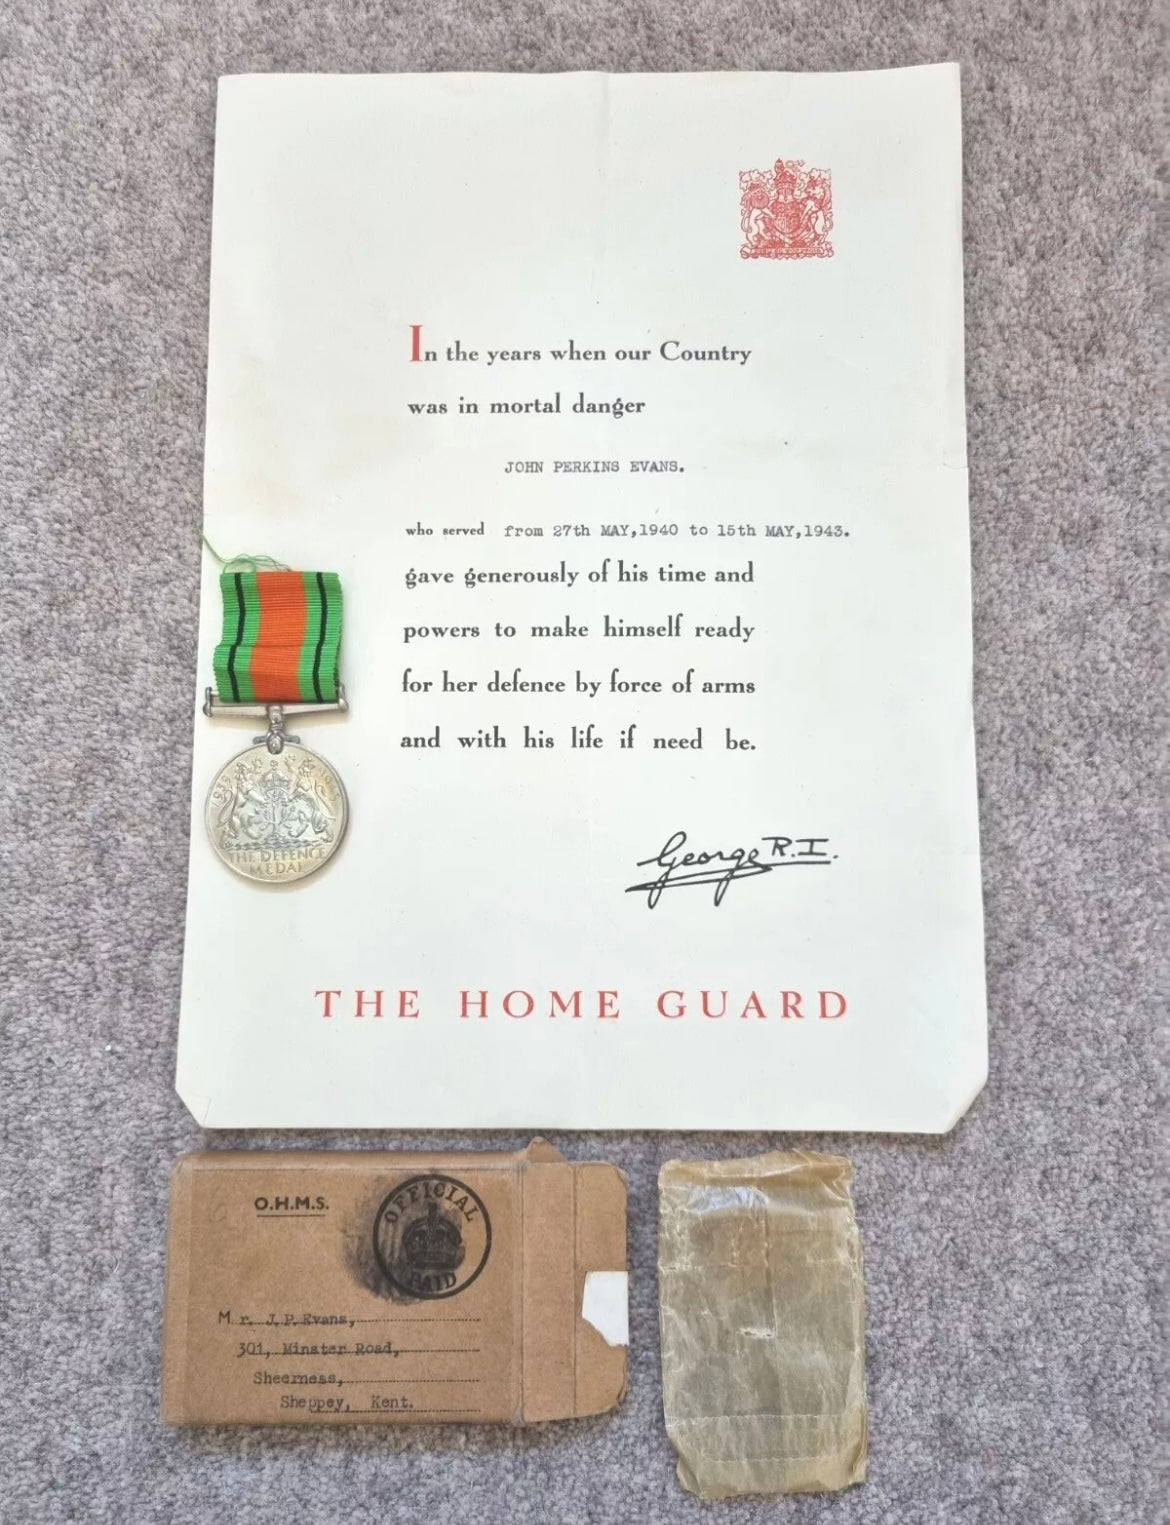 In the years when our Country
was in mortal danger
JOHN PERKINS EVANS.
who served from 27th MAY,1940 to 15th MAY,1943.
gave generously of his time and
powers to make himself ready
for her defence by force of arms
and with his life if need be.
George R.I.
THE HOME GUARD
1939 1945
THE DEFENCE
MEDAL
O.H.M.S.
OFFICIAL
PAID
Mr. J.P.Evans,
301, Minster Road,
Sheerness,
Sheppey, Kent.